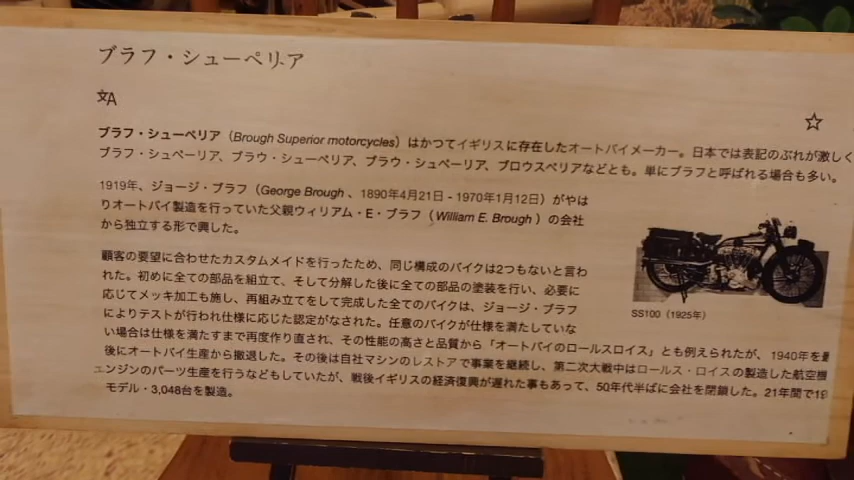 ブラフ・シューペリア
文A
ブラフ・シューペリア（Brough Superior motorcycles）はかつてイギリスに存在したオートバイメーカー。日本では表記のぶれが激しく
ブラフ・シュペーリア、ブラウ・シューペリア、ブラウ・シュペーリア、ブロウスペリアなどとも。単にブラフと呼ばれる場合も多い。
1919年、ジョージ・ブラフ（George Brough 、1890年4月21日 - 1970年1月12日）がやは
りオートバイ製造を行っていた父親ウィリアム・E・ブラフ（William E. Brough ）の会社
から独立する形で興した。
顧客の要望に合わせたカスタムメイドを行ったため、同じ構成のバイクは2つもないと言わ
れた。初めに全ての部品を組立て、そして分解した後に全ての部品の塗装を行い、必要に
応じてメッキ加工も施し、再組み立てをして完成した全てのバイクは、ジョージ・ブラフ
によりテストが行われ仕様に応じた認定がなされた。任意のバイクが仕様を満たしていな
い場合は仕様を満たすまで再度作り直され、その性能の高さと品質から「オートバイのロールスロイス」とも例えられたが、1940年を
後にオートバイ生産から撤退した。その後は自社マシンのレストアで事業を継続し、第二次大戦中はロールス・ロイスの製造した航空機
エンジンのパーツ生産を行うなどもしていたが、戦後イギリスの経済復興が遅れた事もあって、50年代半ばに会社を閉鎖した。21年間で19
モデル・3,048台を製造。
SS100（1925年）